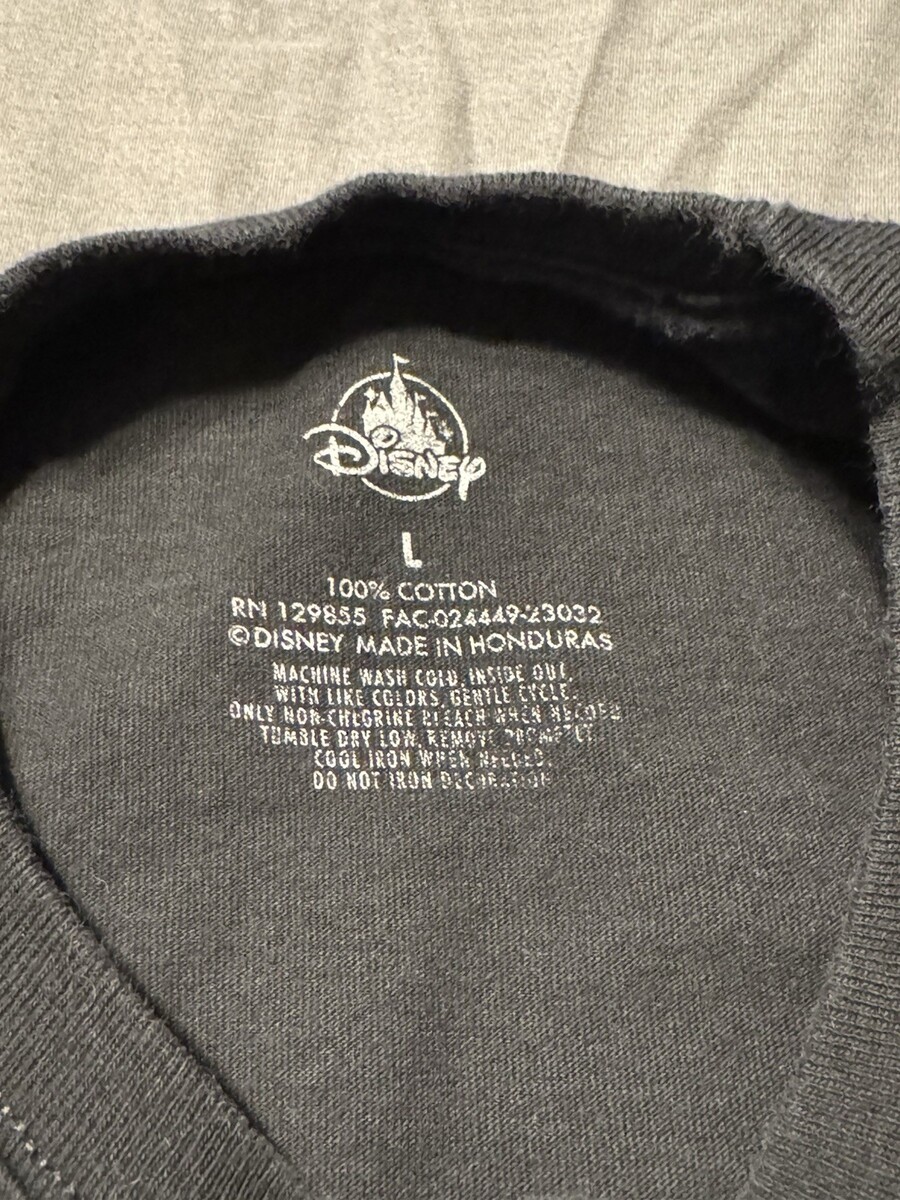 Disney
L
100% COTTON
RN 129855 FAC-024449-23032
©DISNEY MADE IN HONDURAS
MACHINE WASH COLD, INSIDE OUT,
WITH LIKE COLORS, GENTLE CYCLE.
ONLY NON-CHLORINE BLEACH WHEN NEEDED
TUMBLE DRY LOW, REMOVE PROMPTLY.
COOL IRON WHEN NEEDED.
DO NOT IRON DECORATION